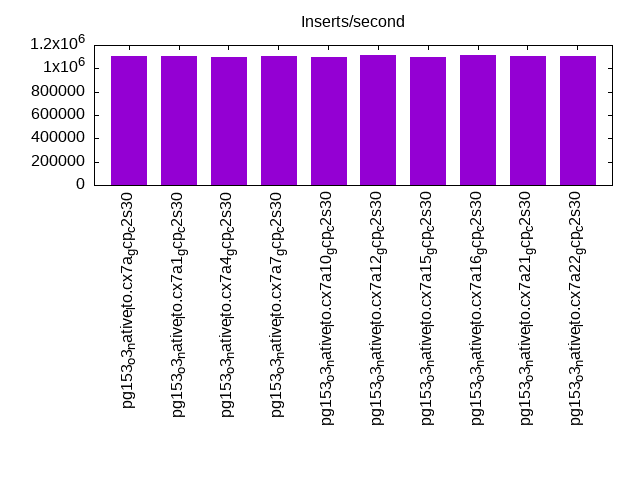 Inserts/second
1.2x10^6
1x10^6
800000
600000
400000
200000
0
pg153_o3_native_lto.cx7a_gcp_c2s30
pg153_o3_native_lto.cx7a1_gcp_c2s30
pg153_o3_native_lto.cx7a4_gcp_c2s30
pg153_o3_native_lto.cx7a7_gcp_c2s30
pg153_o3_native_lto.cx7a10_gcp_c2s30
pg153_o3_native_lto.cx7a12_gcp_c2s30
pg153_o3_native_lto.cx7a15_gcp_c2s30
pg153_o3_native_lto.cx7a16_gcp_c2s30
pg153_o3_native_lto.cx7a21_gcp_c2s30
pg153_o3_native_lto.cx7a22_gcp_c2s30